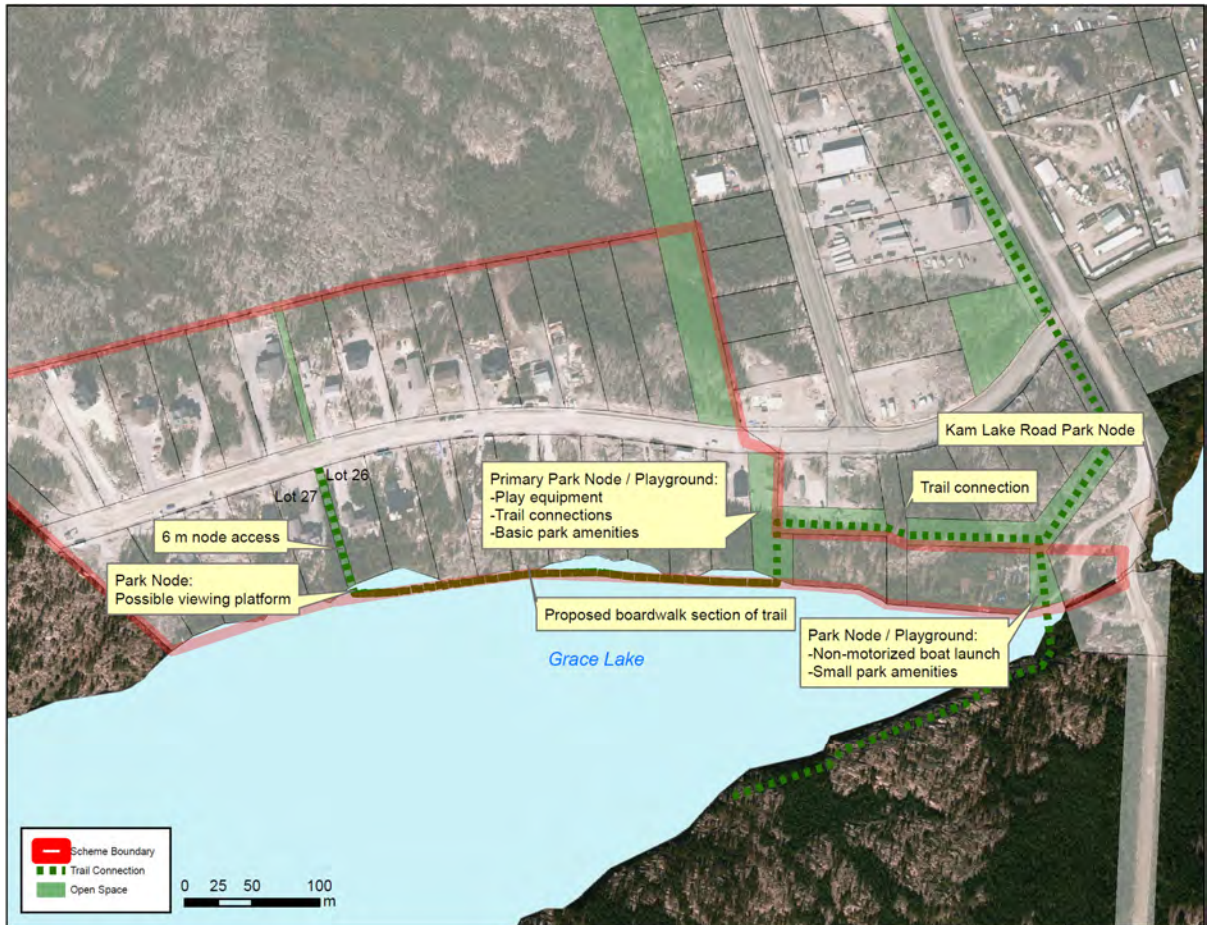 Kam Lake Road Park Node
Lot 26
Lot 27
Primary Park Node / Playground:
-Play equipment
-Trail connections
-Basic park amenities
Trail connection
6 m node access
Park Node:
Possible viewing platform
Proposed boardwalk section of trail
Park Node / Playground:
-Non-motorized boat launch
-Small park amenities
Grace Lake
Scheme Boundary
Trail Connection
Open Space
0 25 50 100
m